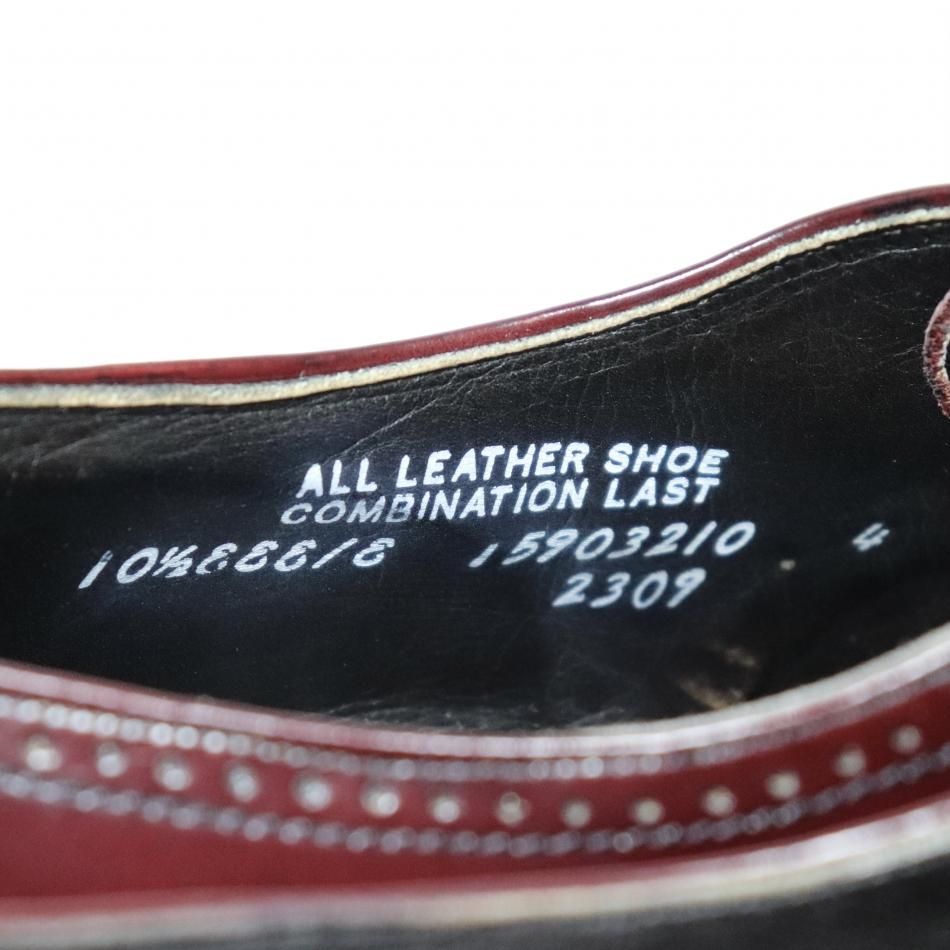 ALL LEATHER SHOE
COMBINATION LAST
10½EEE/E 15903210 4
2309